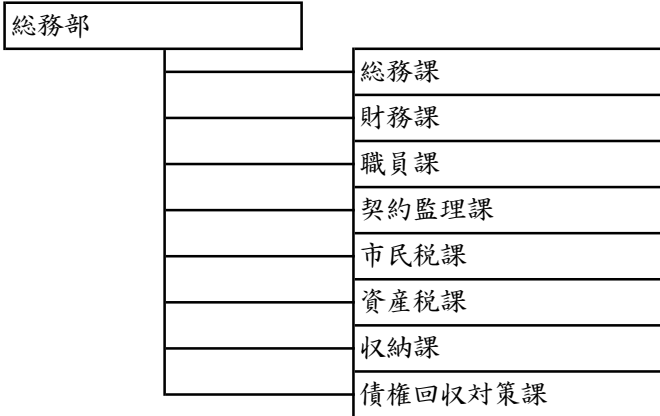 総務部
総務課
財務課
職員課
契約監理課
市民税課
資産税課
収納課
債権回収対策課